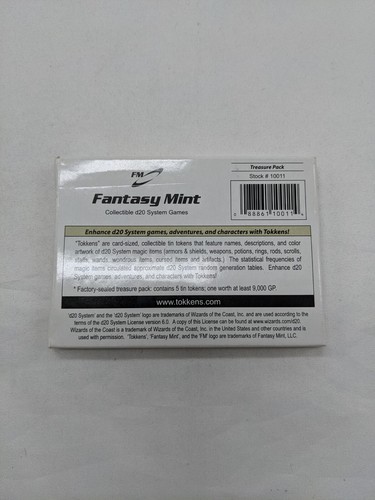 FM
Fantasy Mint
Collectible d20 System Games
Treasure Pack
Stock # 10011
88861 10011
Enhance d20 System games, adventures, and characters with Tokkens!
"Tokkens" are card-sized, collectible tin tokens that feature names, descriptions, and color
artwork of d20 System magic items (armors & shields, weapons, potions, rings, rods, scrolls,
staffs, wands, wondrous items, cursed items and artifacts.) The statistical frequencies of
magic items circulated approximate d20 System random generation tables. Enhance d20
System games, adventures, and characters with Tokkens!
* Factory-sealed treasure pack: contains 5 tin tokens; one worth at least 9,000 GP.
www.tokkens.com
d20 System' and the 'd20 System' logo are trademarks of Wizards of the Coast, Inc. and are used according to the
terms of the d20 System License version 6.0. A copy of this License can be found at www.wizards.com/d20.
Wizards of the Coast is a trademark of Wizards of the Coast, Inc. in the United States and other countries and is
used with permission. 'Tokkens', 'Fantasy Mint', and the 'FM' logo are trademarks of Fantasy Mint, LLC.